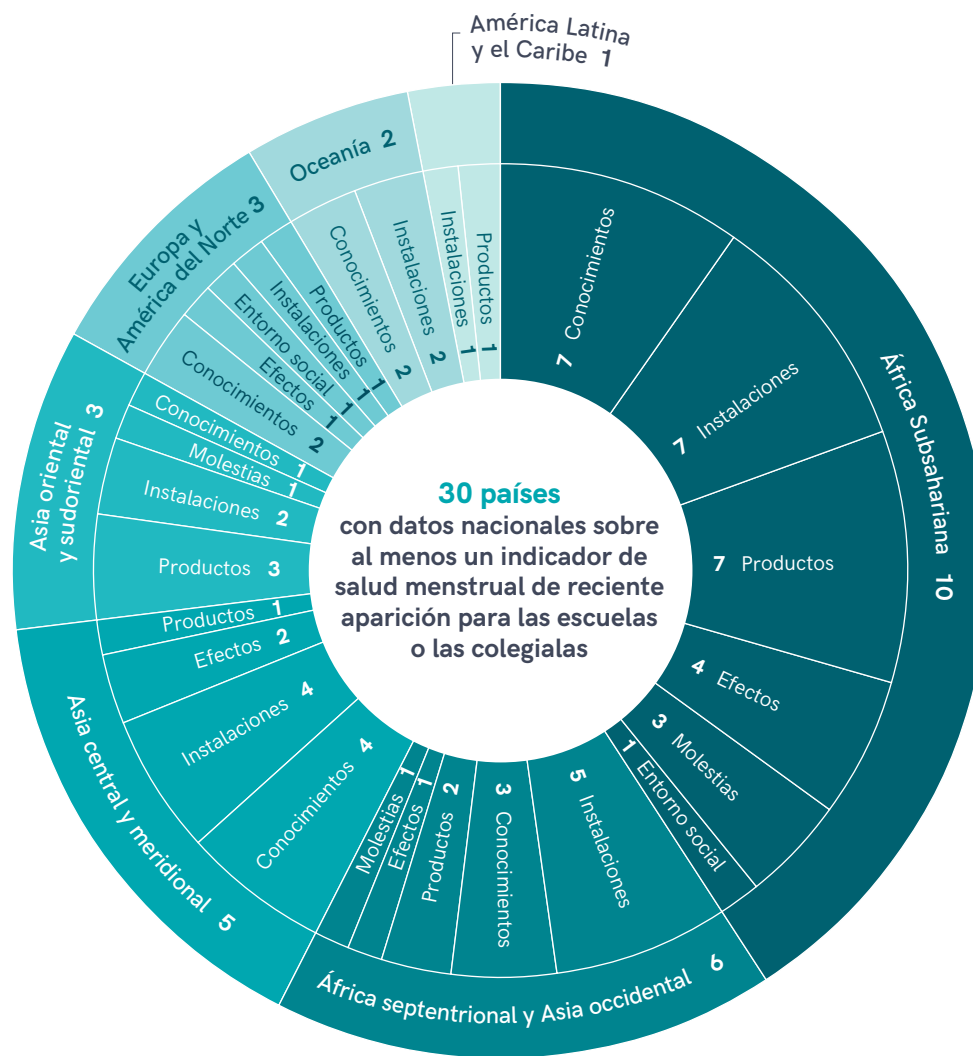 América Latina
y el Caribe 1
África Subsahariana 10
7 Conocimientos
7 Instalaciones
7 Productos
4 Efectos
3 Molestias
1 Entorno social
África septentrional y Asia occidental 6
5 Instalaciones
3 Conocimientos
2 Productos
1 Efectos
1 Molestias
Asia central y meridional 5
Conocimientos 4
Instalaciones 4
Efectos 2
Productos 1
Asia oriental
y sudoriental 3
Productos 3
Instalaciones 2
Molestias 1
Conocimientos 1
Europa y
América del Norte 3
Conocimientos 2
Efectos 1
Entorno social 1
Instalaciones 1
Productos 1
Oceanía 2
Conocimientos 2
Instalaciones 2
Instalaciones 1
Productos 1
30 países
con datos nacionales sobre
al menos un indicador de
salud menstrual de reciente
aparición para las escuelas
o las colegialas